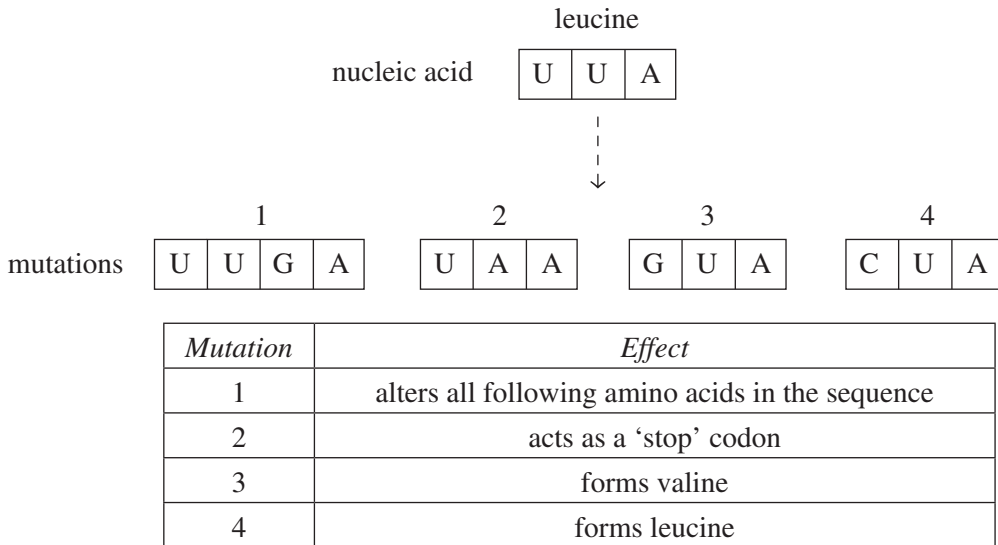 leucine
nucleic acid U U A
1 2 3 4
mutations U U G A U A A G U A C U A
Mutation Effect
1 alters all following amino acids in the sequence
2 acts as a ‘stop’ codon
3 forms valine
4 forms leucine